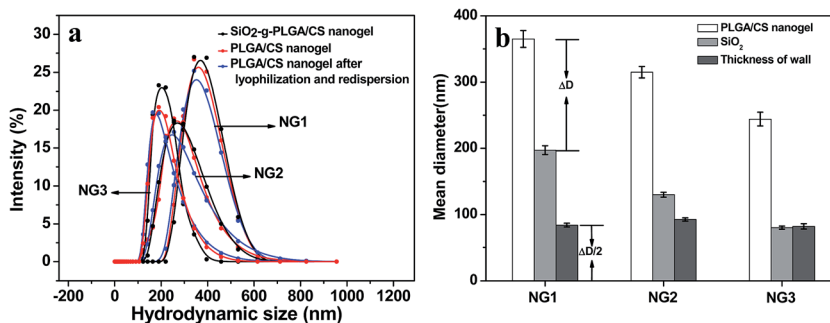 a
SiO2-g-PLGA/CS nanogel
PLGA/CS nanogel
PLGA/CS nanogel after
lyophilization and redispersion
NG1
NG2
NG3
Intensity (%)
30
25
20
15
10
5
0
-200 0 200 400 600 800 1000 1200
Hydrodynamic size (nm)
b
PLGA/CS nanogel
SiO₂
Thickness of wall
ΔD
ΔD/2
Mean diameter(nm)
400
300
200
100
0
NG1 NG2 NG3